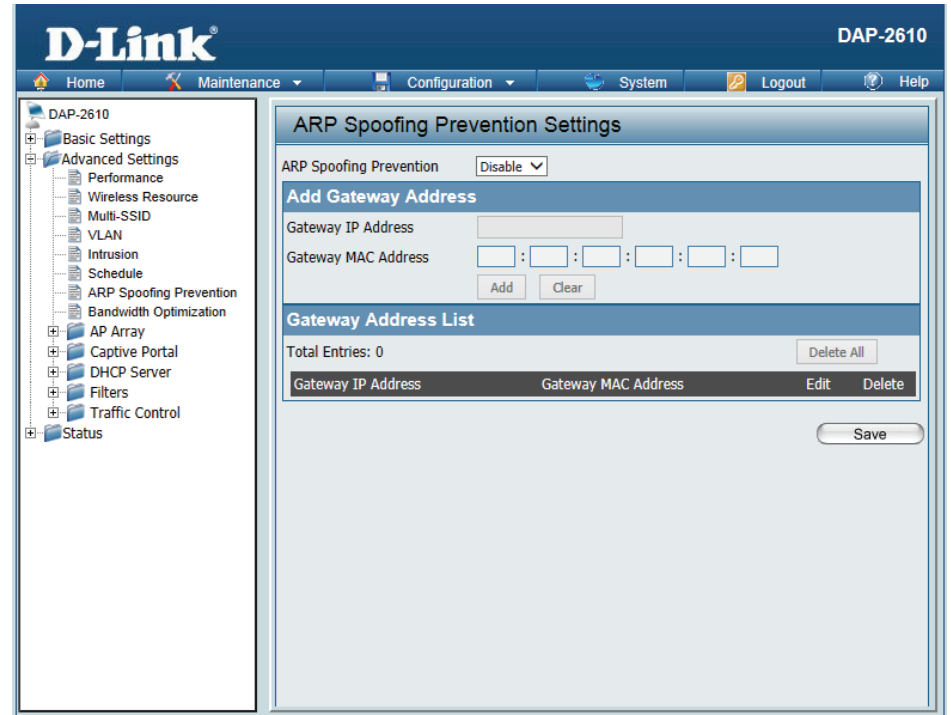 D-Link®
DAP-2610
Home Maintenance Configuration System Logout Help
DAP-2610
Basic Settings
Advanced Settings
Performance
Wireless Resource
Multi-SSID
VLAN
Intrusion
Schedule
ARP Spoofing Prevention
Bandwidth Optimization
AP Array
Captive Portal
DHCP Server
Filters
Traffic Control
Status
ARP Spoofing Prevention Settings
ARP Spoofing Prevention Disable
Add Gateway Address
Gateway IP Address
Gateway MAC Address : : : : :
Add Clear
Gateway Address List
Total Entries: 0 Delete All
Gateway IP Address Gateway MAC Address Edit Delete
Save